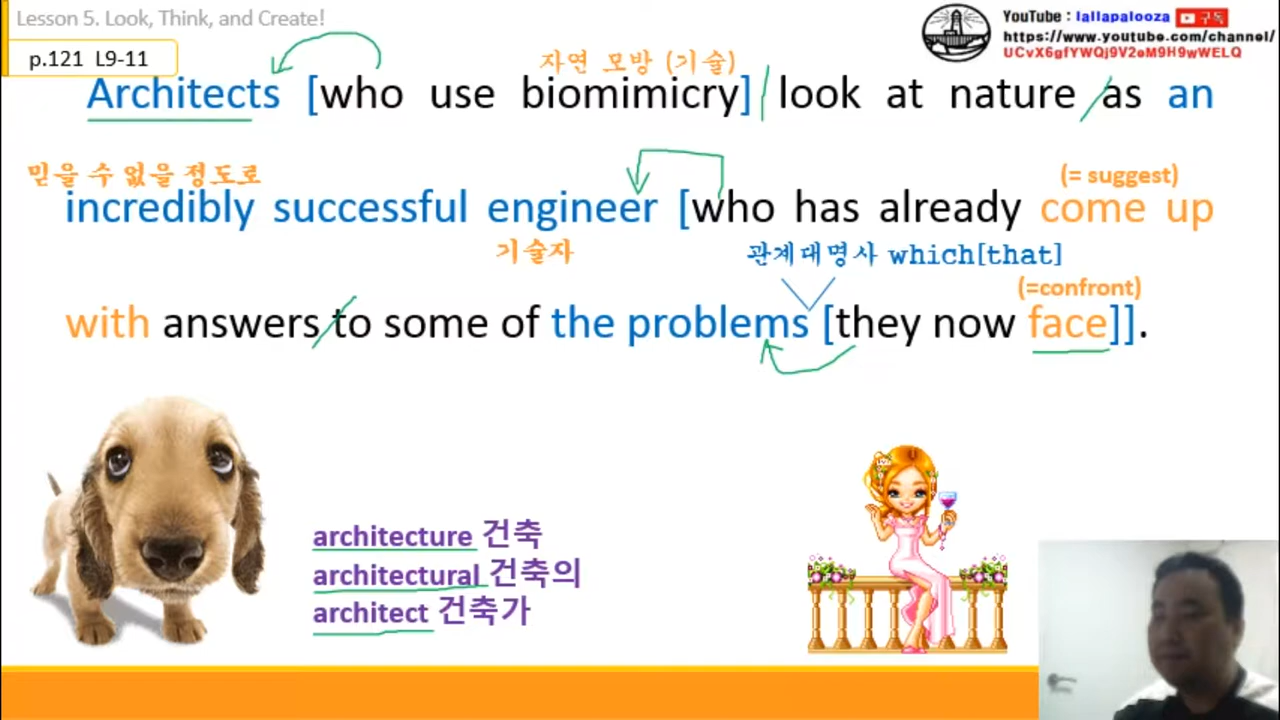 Lesson 5. Look, Think, and Create!
YouTube : lallapalooza 구독
https://www.youtube.com/channel/
UCvX6gfYWQj9V2eM9H9wWELQ
p.121 L9-11
자연 모방 (기술)
Architects [who use biomimicry] look at nature as an
믿을 수 없을 정도로
(= suggest)
incredibly successful engineer [who has already come up
기술자
관계대명사 which[that]
(=confront)
with answers to some of the problems [they now face]].
architecture 건축
architectural 건축의
architect 건축가